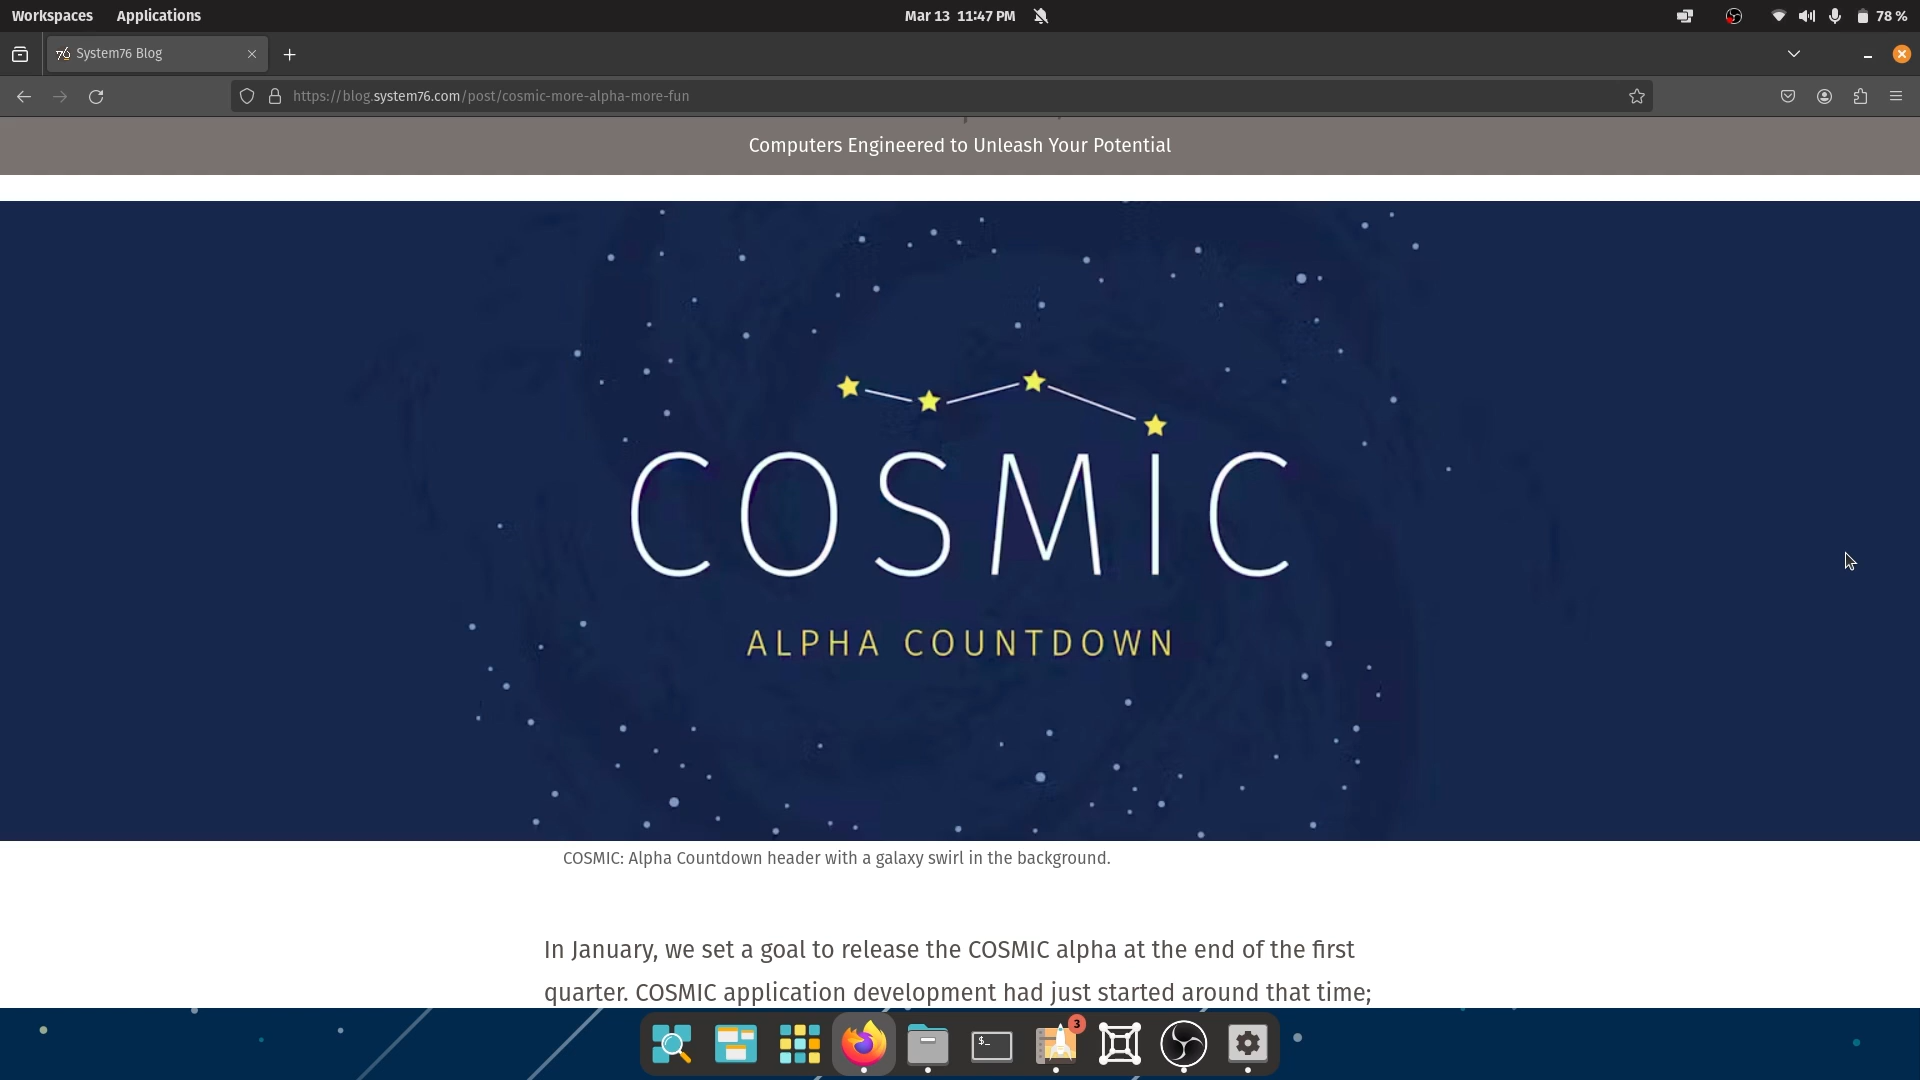 Workspaces Applications Mar 13 11:47 PM 78 %
76 System76 Blog
https://blog.system76.com/post/cosmic-more-alpha-more-fun
Computers Engineered to Unleash Your Potential
COSMIC
ALPHA COUNTDOWN
COSMIC: Alpha Countdown header with a galaxy swirl in the background.
In January, we set a goal to release the COSMIC alpha at the end of the first
quarter. COSMIC application development had just started around that time;
$_ 3